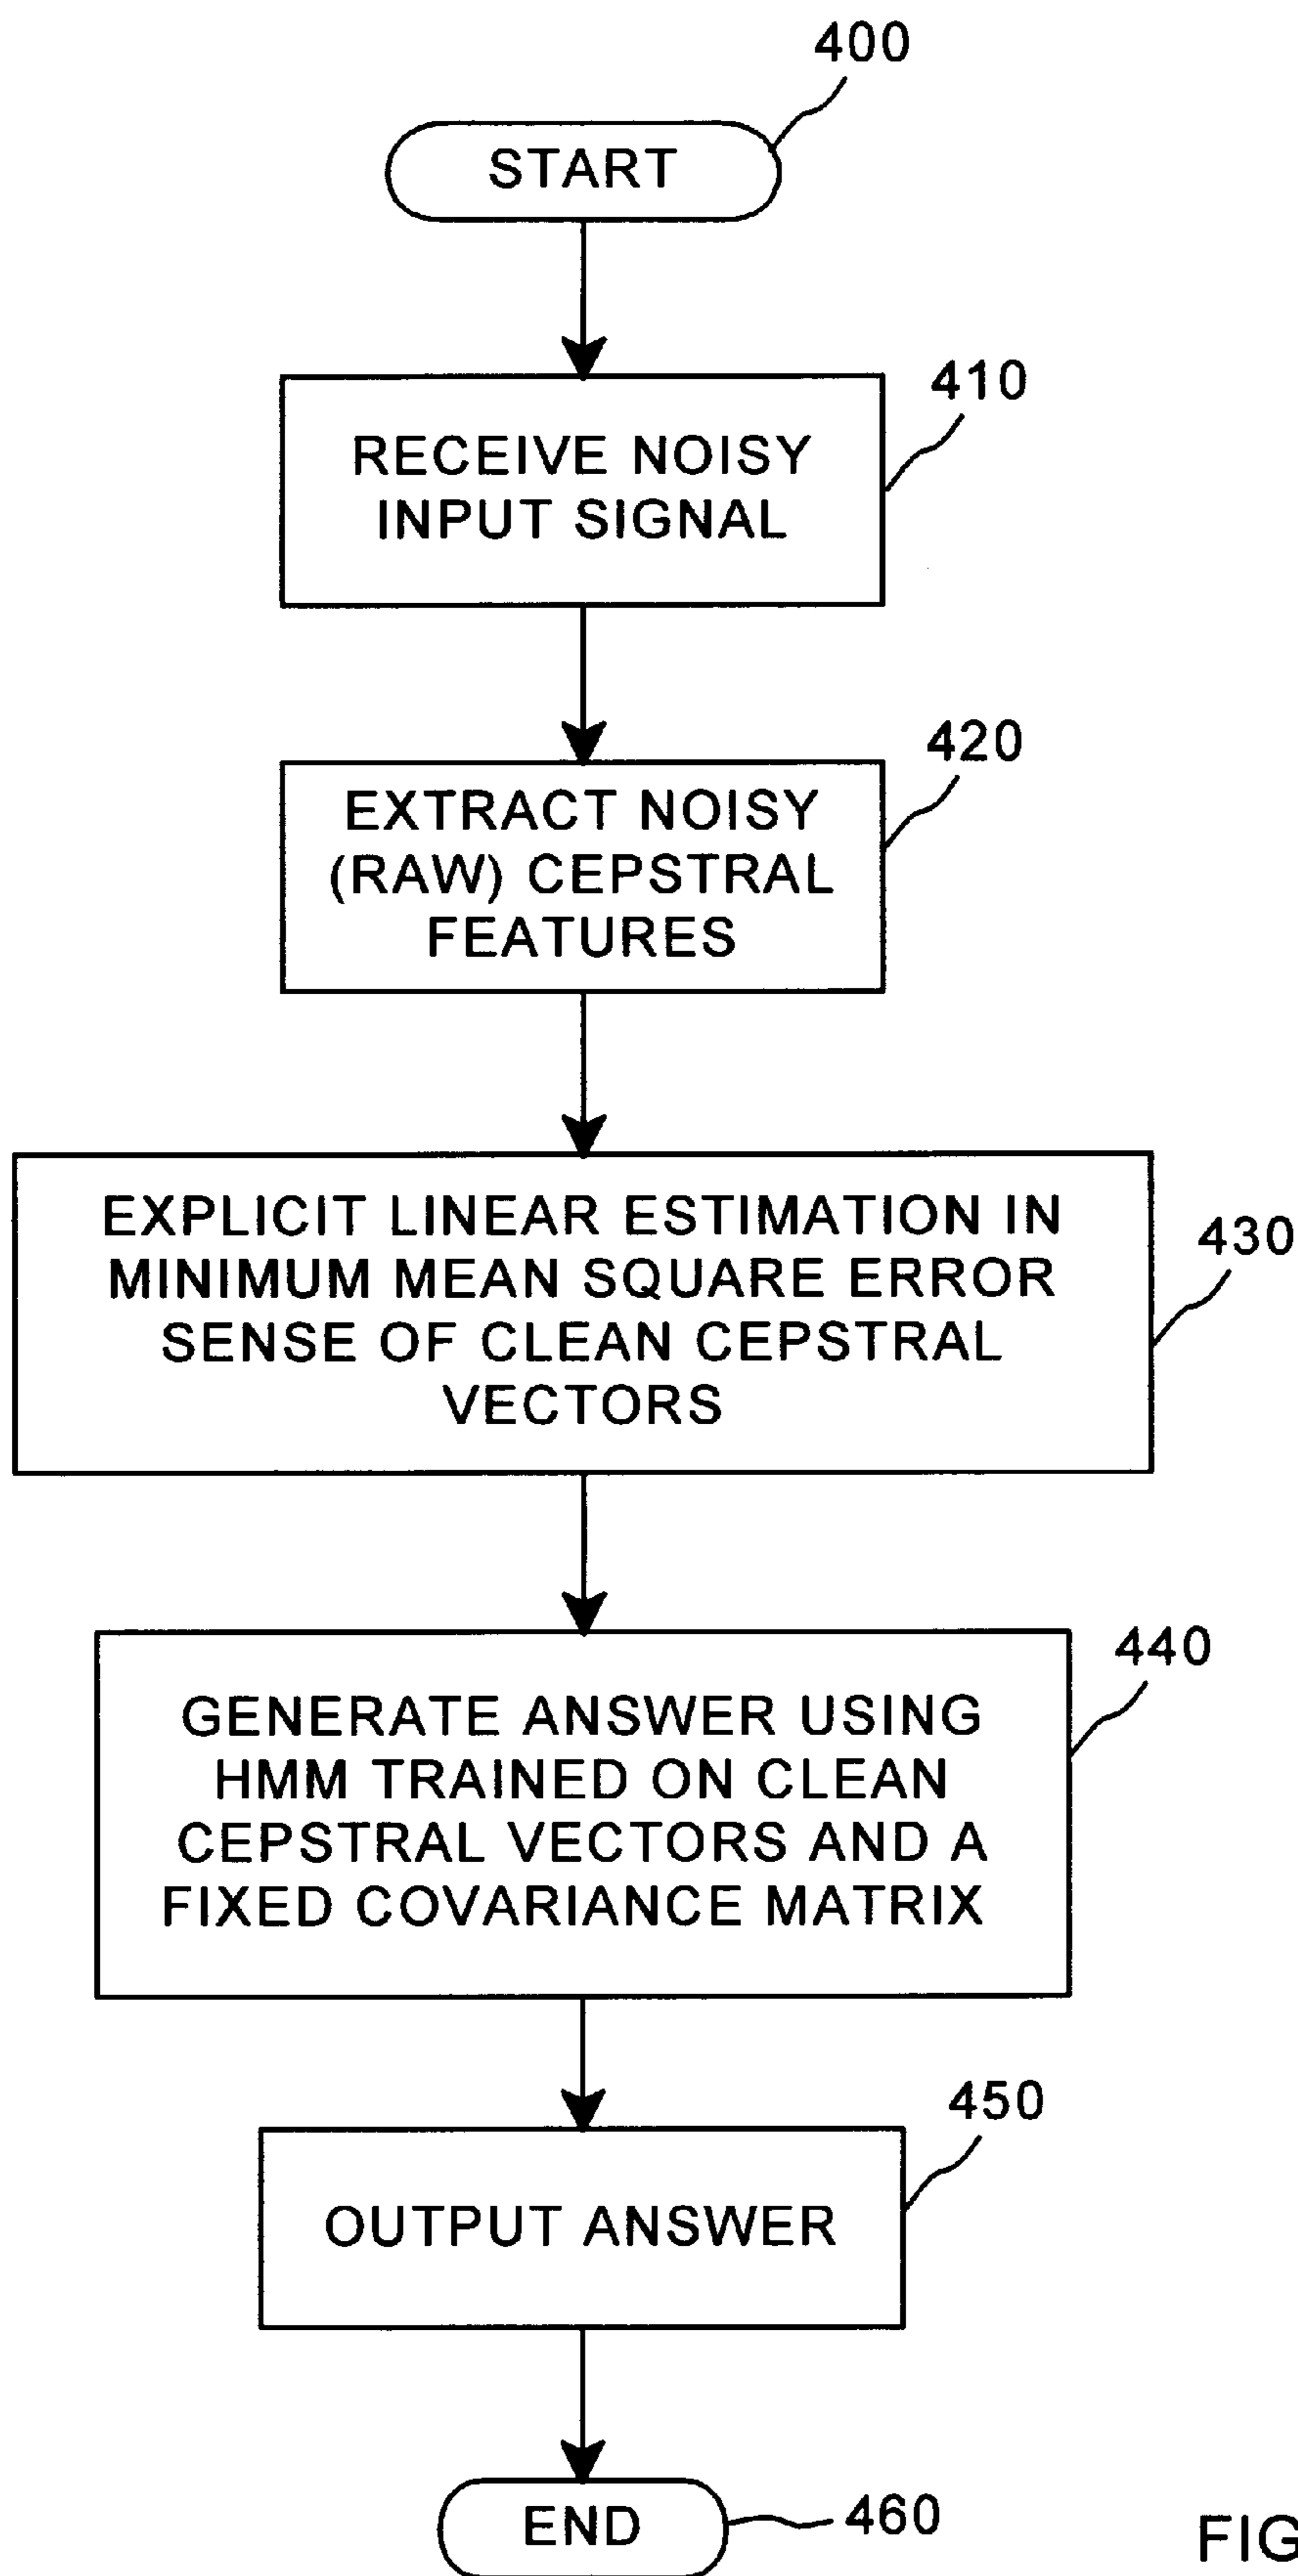 400
START
410
RECEIVE NOISY
INPUT SIGNAL
420
EXTRACT NOISY
(RAW) CEPSTRAL
FEATURES
430
EXPLICIT LINEAR ESTIMATION IN
MINIMUM MEAN SQUARE ERROR
SENSE OF CLEAN CEPSTRAL
VECTORS
440
GENERATE ANSWER USING
HMM TRAINED ON CLEAN
CEPSTRAL VECTORS AND A
FIXED COVARIANCE MATRIX
450
OUTPUT ANSWER
END
460
FIG